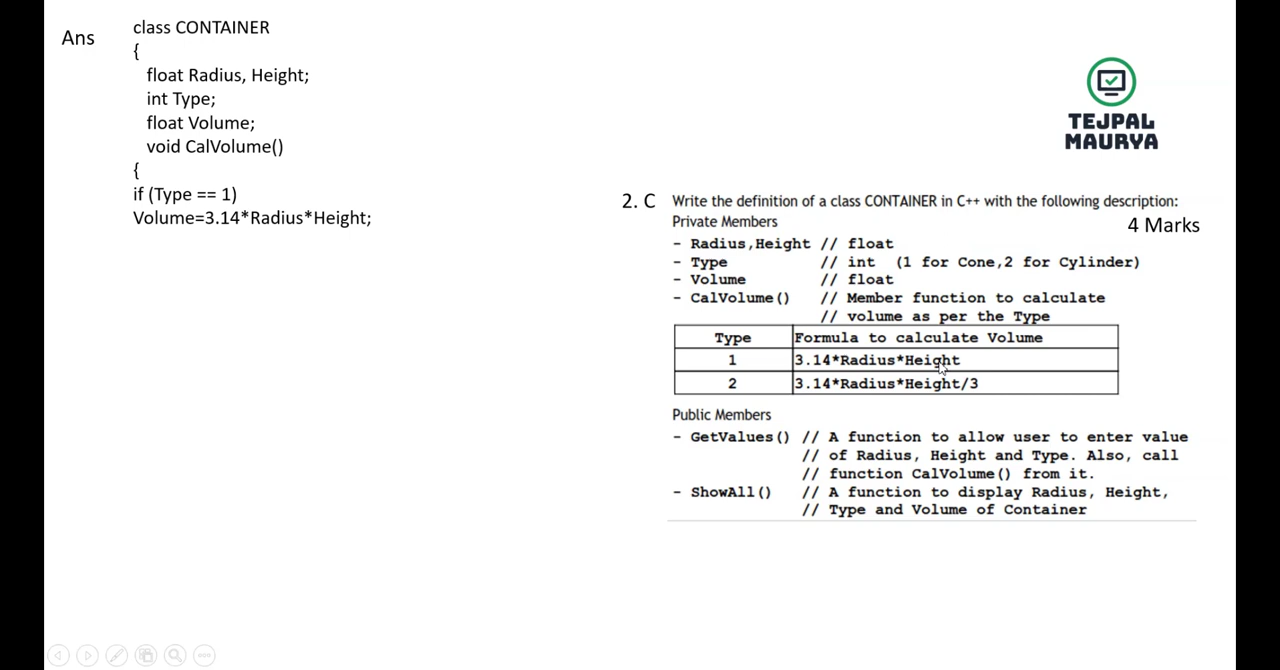 Ans
class CONTAINER
{
float Radius, Height;
int Type;
float Volume;
void CalVolume()
{
if (Type == 1)
Volume=3.14*Radius*Height;
TEJPAL
MAURYA
2. C Write the definition of a class CONTAINER in C++ with the following description:
Private Members
4 Marks
- Radius,Height // float
- Type // int (1 for Cone,2 for Cylinder)
- Volume // float
- CalVolume() // Member function to calculate
// volume as per the Type
Type Formula to calculate Volume
1 3.14*Radius*Height
2 3.14*Radius*Height/3
Public Members
- GetValues() // A function to allow user to enter value
// of Radius, Height and Type. Also, call
// function CalVolume() from it.
- ShowAll() // A function to display Radius, Height,
// Type and Volume of Container